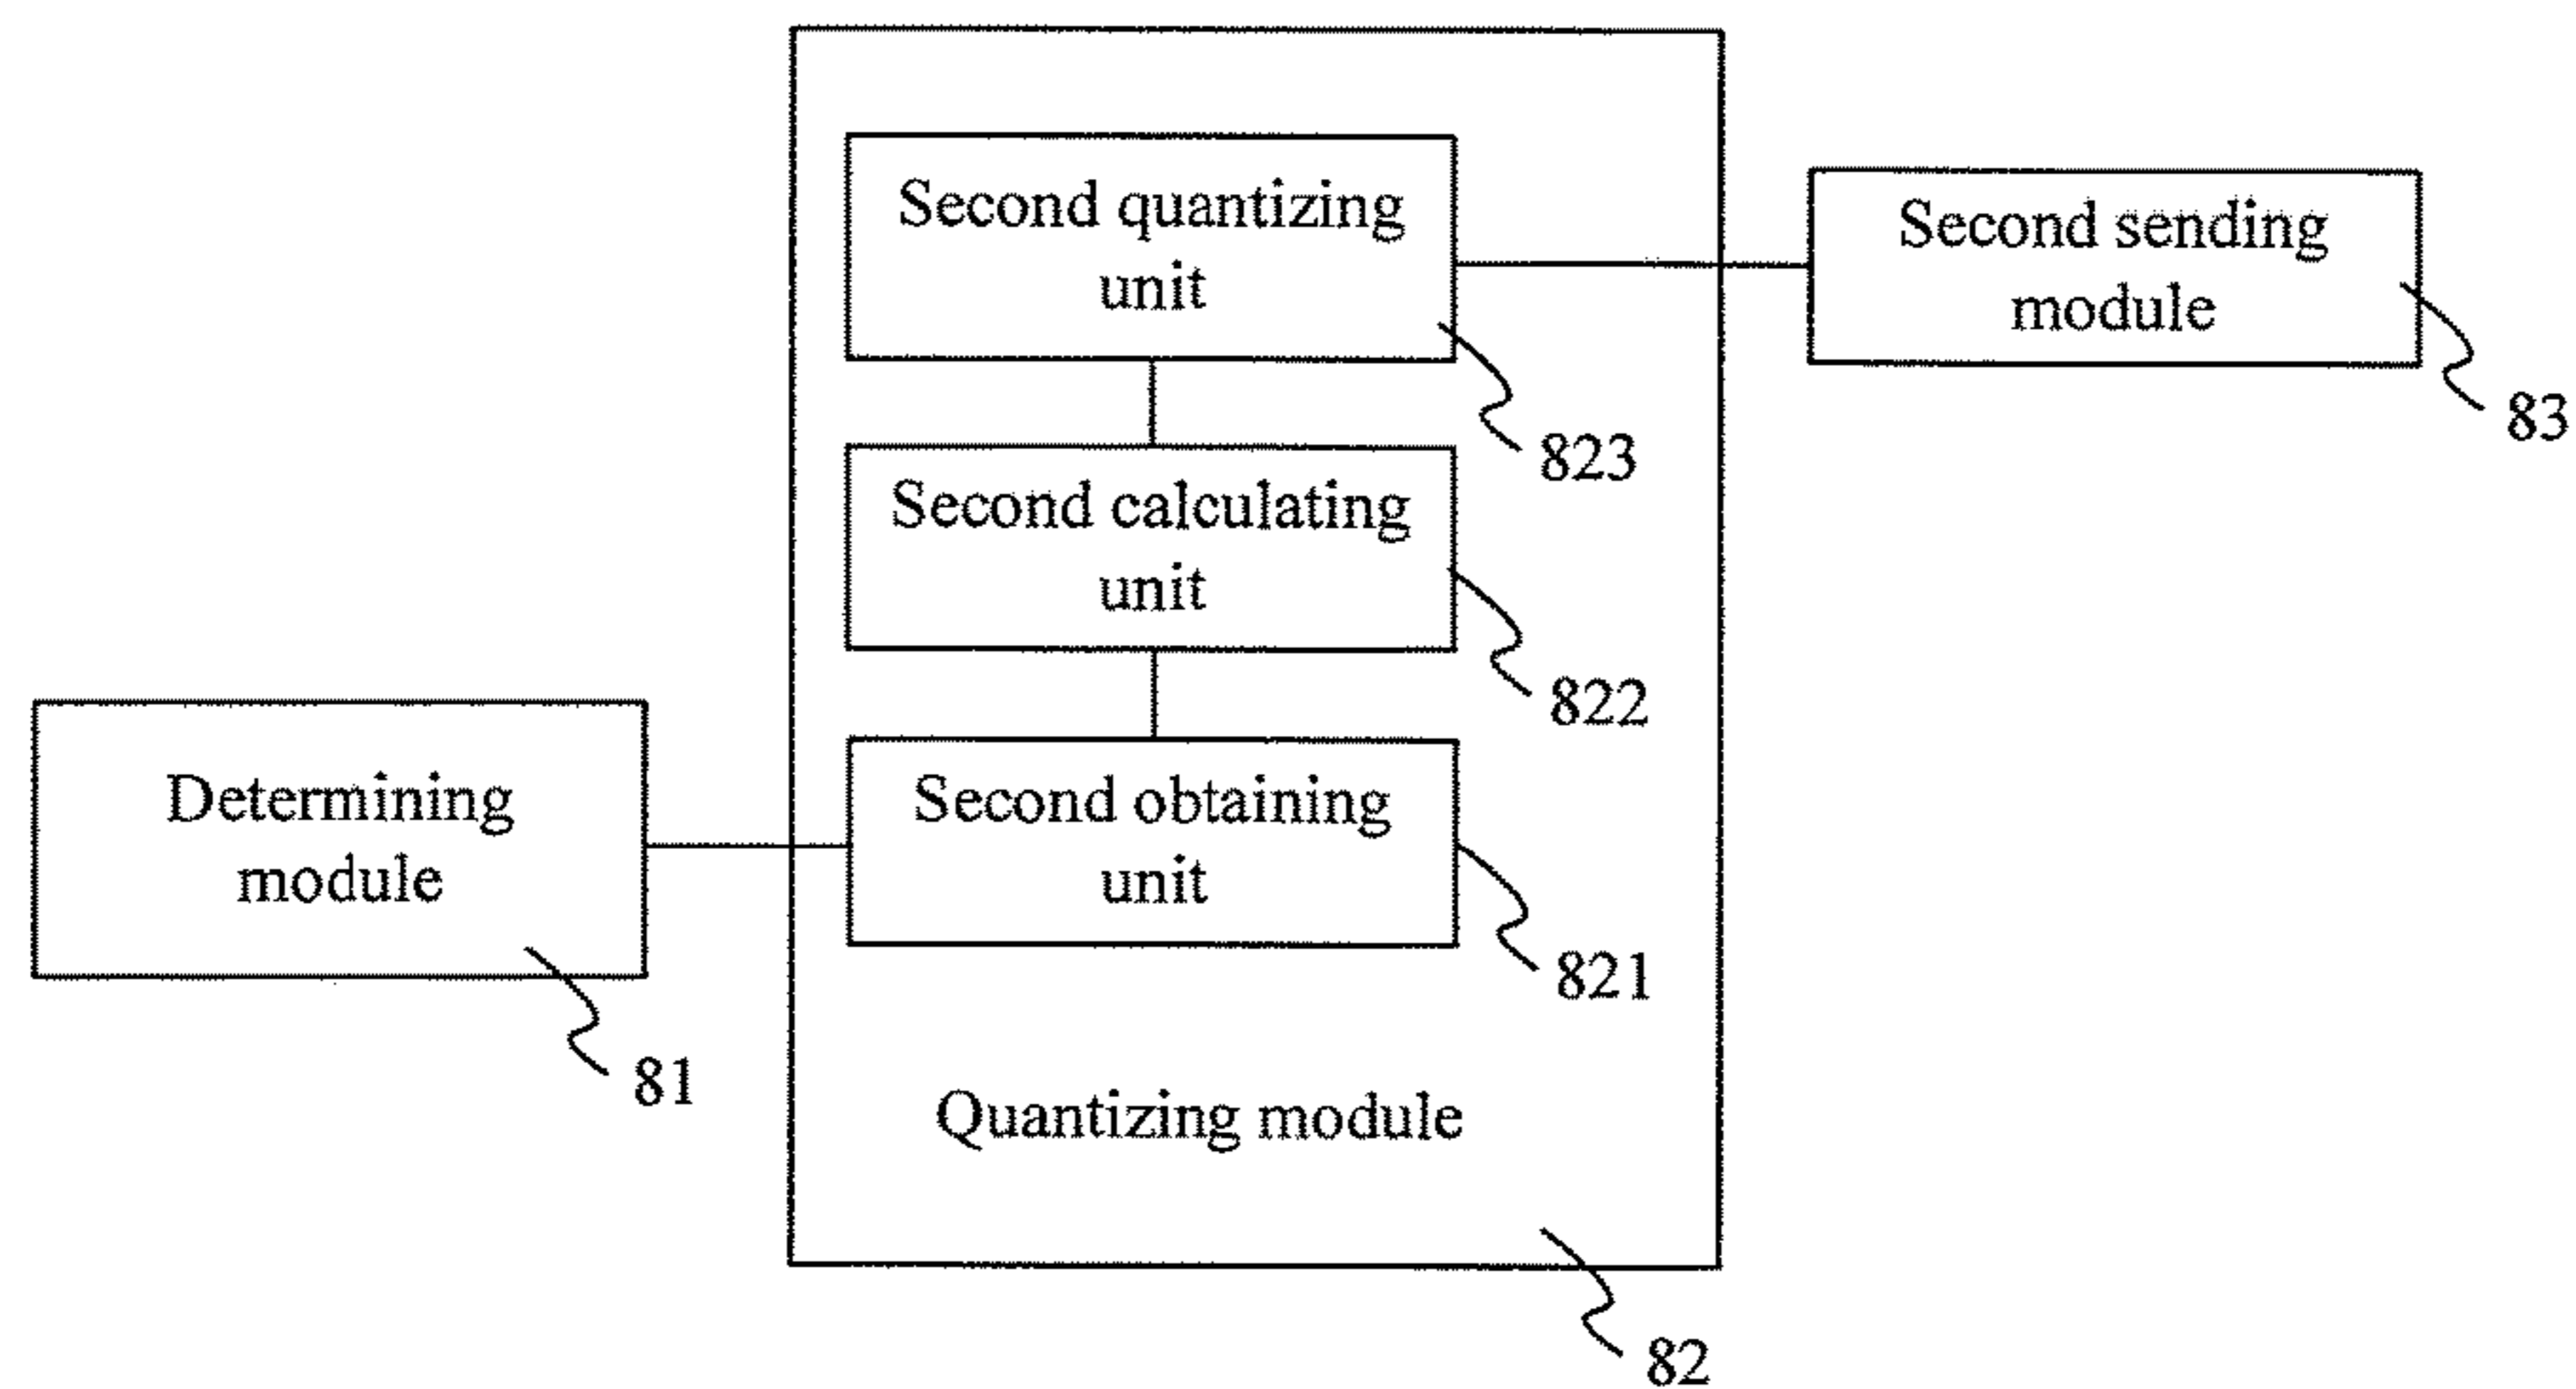 Second quantizing
unit
823
Second sending
module
83
Second calculating
unit
822
Determining
module
81
Second obtaining
unit
821
Quantizing module
82